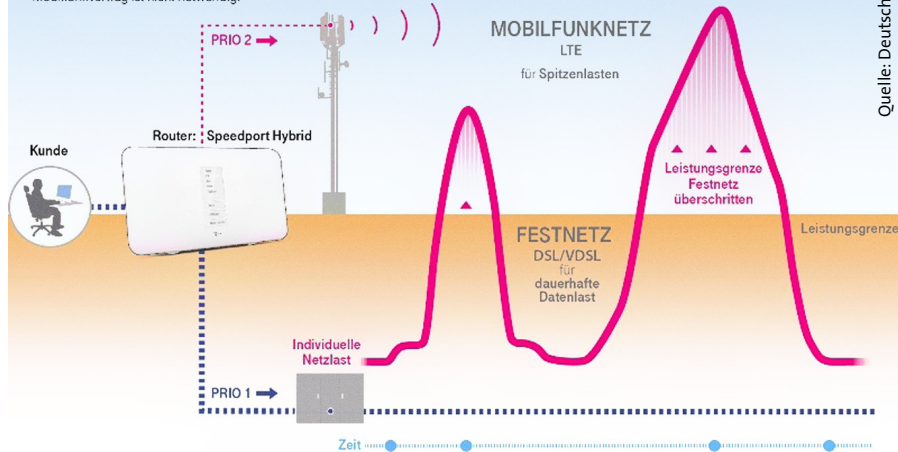 PRIO 2
MOBILFUNKNETZ
LTE
für Spitzenlasten
Quelle: Deutsch
Router: Speedport Hybrid
Kunde
Leistungsgrenze
Festnetz
überschritten
FESTNETZ
DSL/VDSL
für
dauerhafte
Datenlast
Leistungsgrenze
Individuelle
Netzlast
PRIO 1
Zeit